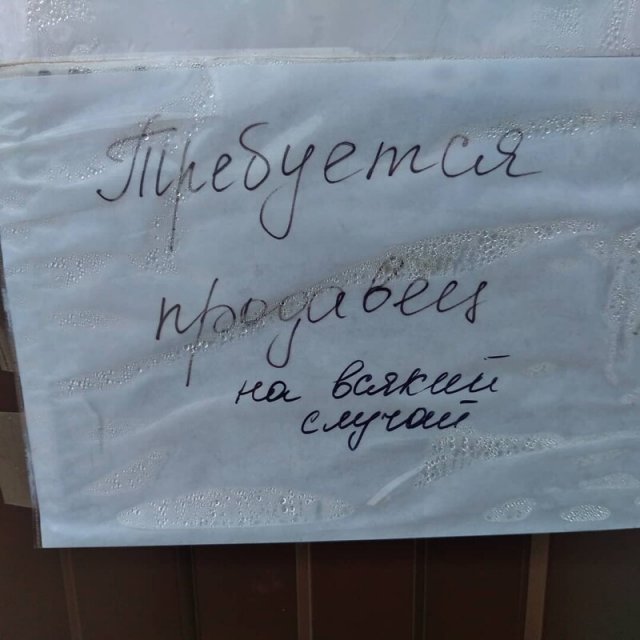 Требуется
продавец
на всякий
случай